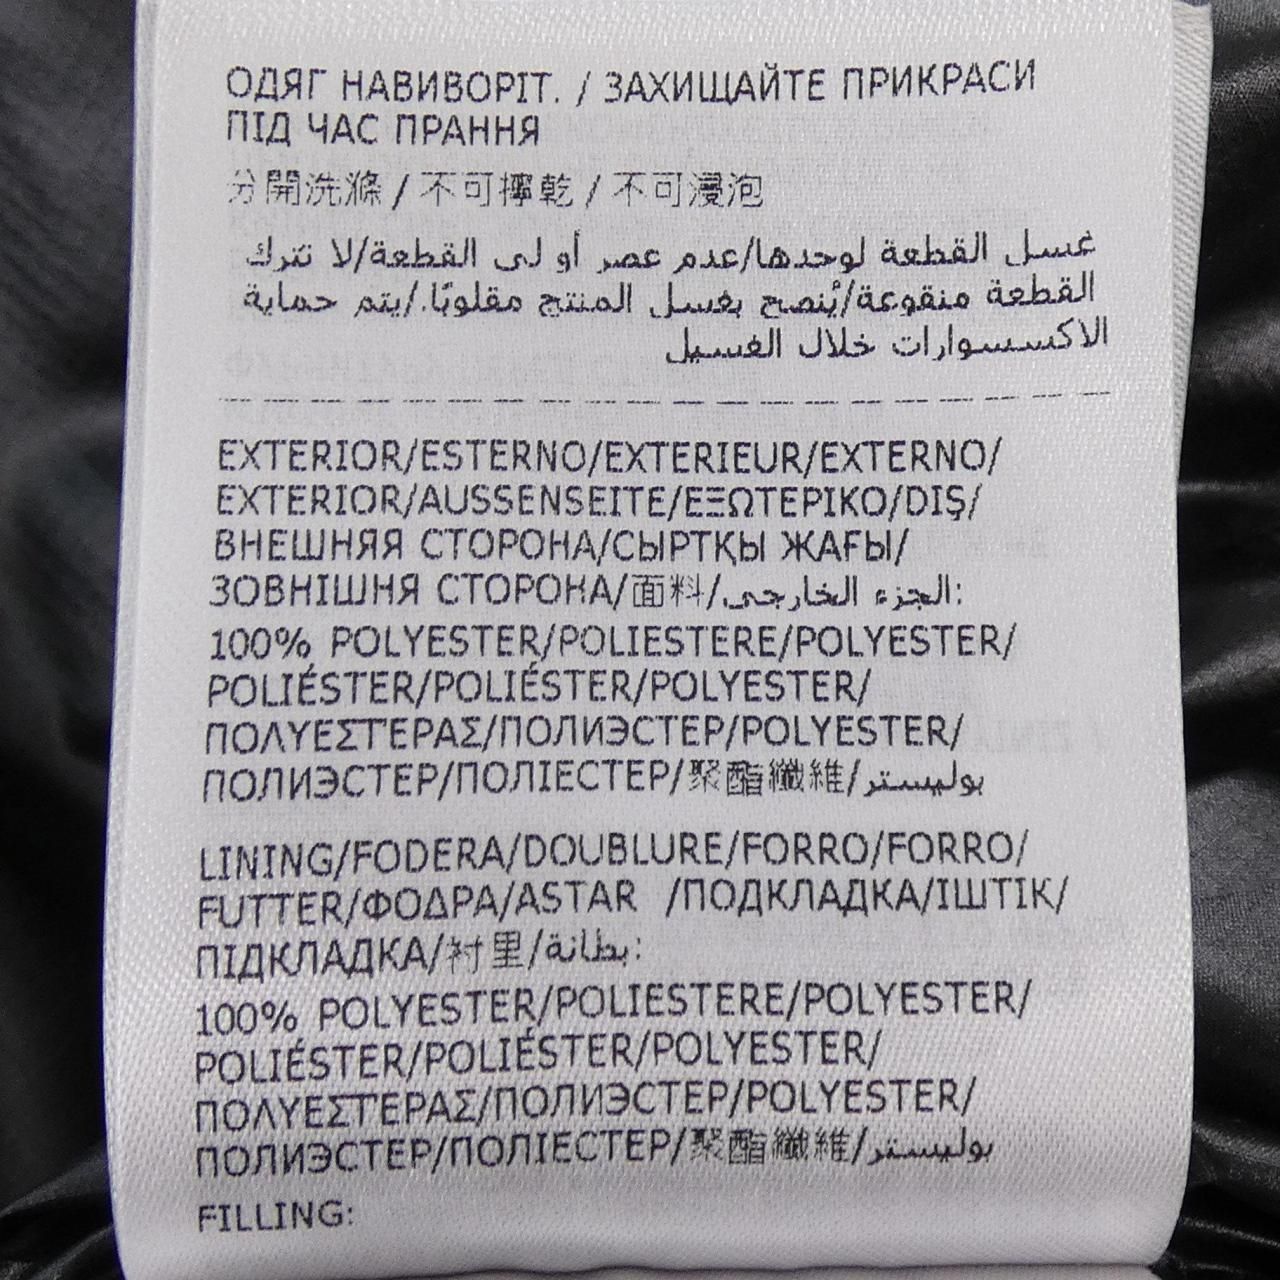 ОДЯГ НАВИВОРІТ. / ЗАХИЩАЙТЕ ПРИКРАСИ
ПІД ЧАС ПРАННЯ
分開洗滌 / 不可擰乾 / 不可浸泡
غسل القطعة لوحدها/عدم عصر أو لى القطعة/لا تترك
القطعة منقوعة/يُنصح بغسل المنتج مقلوبًا./يتم حماية
الاكسسوارات خلال الغسيل
EXTERIOR/ESTERNO/EXTERIEUR/EXTERNO/
EXTERIOR/AUSSENSEITE/ΕΞΩΤΕΡΙΚΟ/DIŞ/
ВНЕШНЯЯ СТОРОНА/СЫРТҚЫ ЖАҒЫ/
ЗОВНІШНЯ СТОРОНА/面料/الجزء الخارجى:
100% POLYESTER/POLIESTERE/POLYESTER/
POLIÉSTER/POLIÉSTER/POLYESTER/
ΠΟΛΥΕΣΤΕΡΑΣ/ПОЛИЭСТЕР/POLYESTER/
ПОЛИЭСТЕР/ПОЛІЕСТЕР/聚酯纖維/بوليستر
LINING/FODERA/DOUBLURE/FORRO/FORRO/
FUTTER/ΦΟΔΡΑ/ASTAR /ПОДКЛАДКА/ІШТІК/
ПІДКЛАДКА/衬里/بطانة:
100% POLYESTER/POLIESTERE/POLYESTER/
POLIÉSTER/POLIÉSTER/POLYESTER/
ΠΟΛΥΕΣΤΕΡΑΣ/ПОЛИЭСТЕР/POLYESTER/
ПОЛИЭСТЕР/ПОЛІЕСТЕР/聚酯纖維/بوليستر
FILLING: